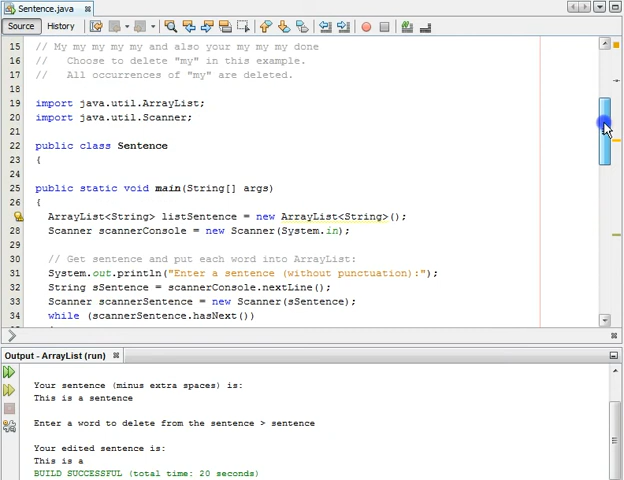 Sentence.java
Source History
15 // My my my my my and also your my my my done
16 // Choose to delete "my" in this example.
17 // All occurrences of "my" are deleted.
18
19 import java.util.ArrayList;
20 import java.util.Scanner;
21
22 public class Sentence
23 {
24
25 public static void main(String[] args)
26 {
ArrayList<String> listSentence = new ArrayList<String>();
28 Scanner scannerConsole = new Scanner(System.in);
29
30 // Get sentence and put each word into ArrayList:
31 System.out.println("Enter a sentence (without punctuation):");
32 String sSentence = scannerConsole.nextLine();
33 Scanner scannerSentence = new Scanner(sSentence);
34 while (scannerSentence.hasNext())
Output - ArrayList (run)
Your sentence (minus extra spaces) is:
This is a sentence
Enter a word to delete from the sentence > sentence
Your edited sentence is:
This is a
BUILD SUCCESSFUL (total time: 20 seconds)